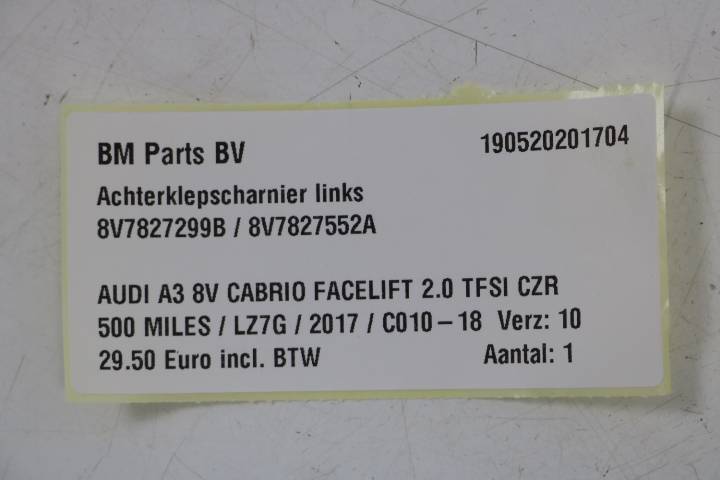 BM Parts BV 190520201704
Achterklepscharnier links
8V7827299B / 8V7827552A
AUDI A3 8V CABRIO FACELIFT 2.0 TFSI CZR
500 MILES / LZ7G / 2017 / C010-18 Verz: 10
29.50 Euro incl. BTW Aantal: 1